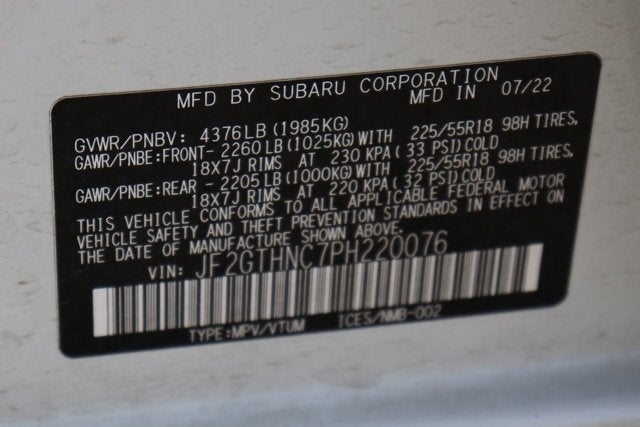 MFD BY SUBARU CORPORATION MFD IN 07/22
GVWR/PNBV: 4376LB(1985KG)
GAWR/PNBE:FRONT-2260LB(1025KG)WITH 225/55R18 98H TIRES,
18X7J RIMS AT 230 KPA(33 PSI)COLD
GAWR/PNBE:REAR -2205LB(1000KG)WITH 225/55R18 98H TIRES,
18X7J RIMS AT 220 KPA(32 PSI)COLD
THIS VEHICLE CONFORMS TO ALL APPLICABLE FEDERAL MOTOR
VEHICLE SAFETY AND THEFT PREVENTION STANDARDS IN EFFECT ON
THE DATE OF MANUFACTURE SHOWN ABOVE.
VIN: JF2GTHNC7PH220076
TYPE:MPV/VTUM ICES/NMB-002